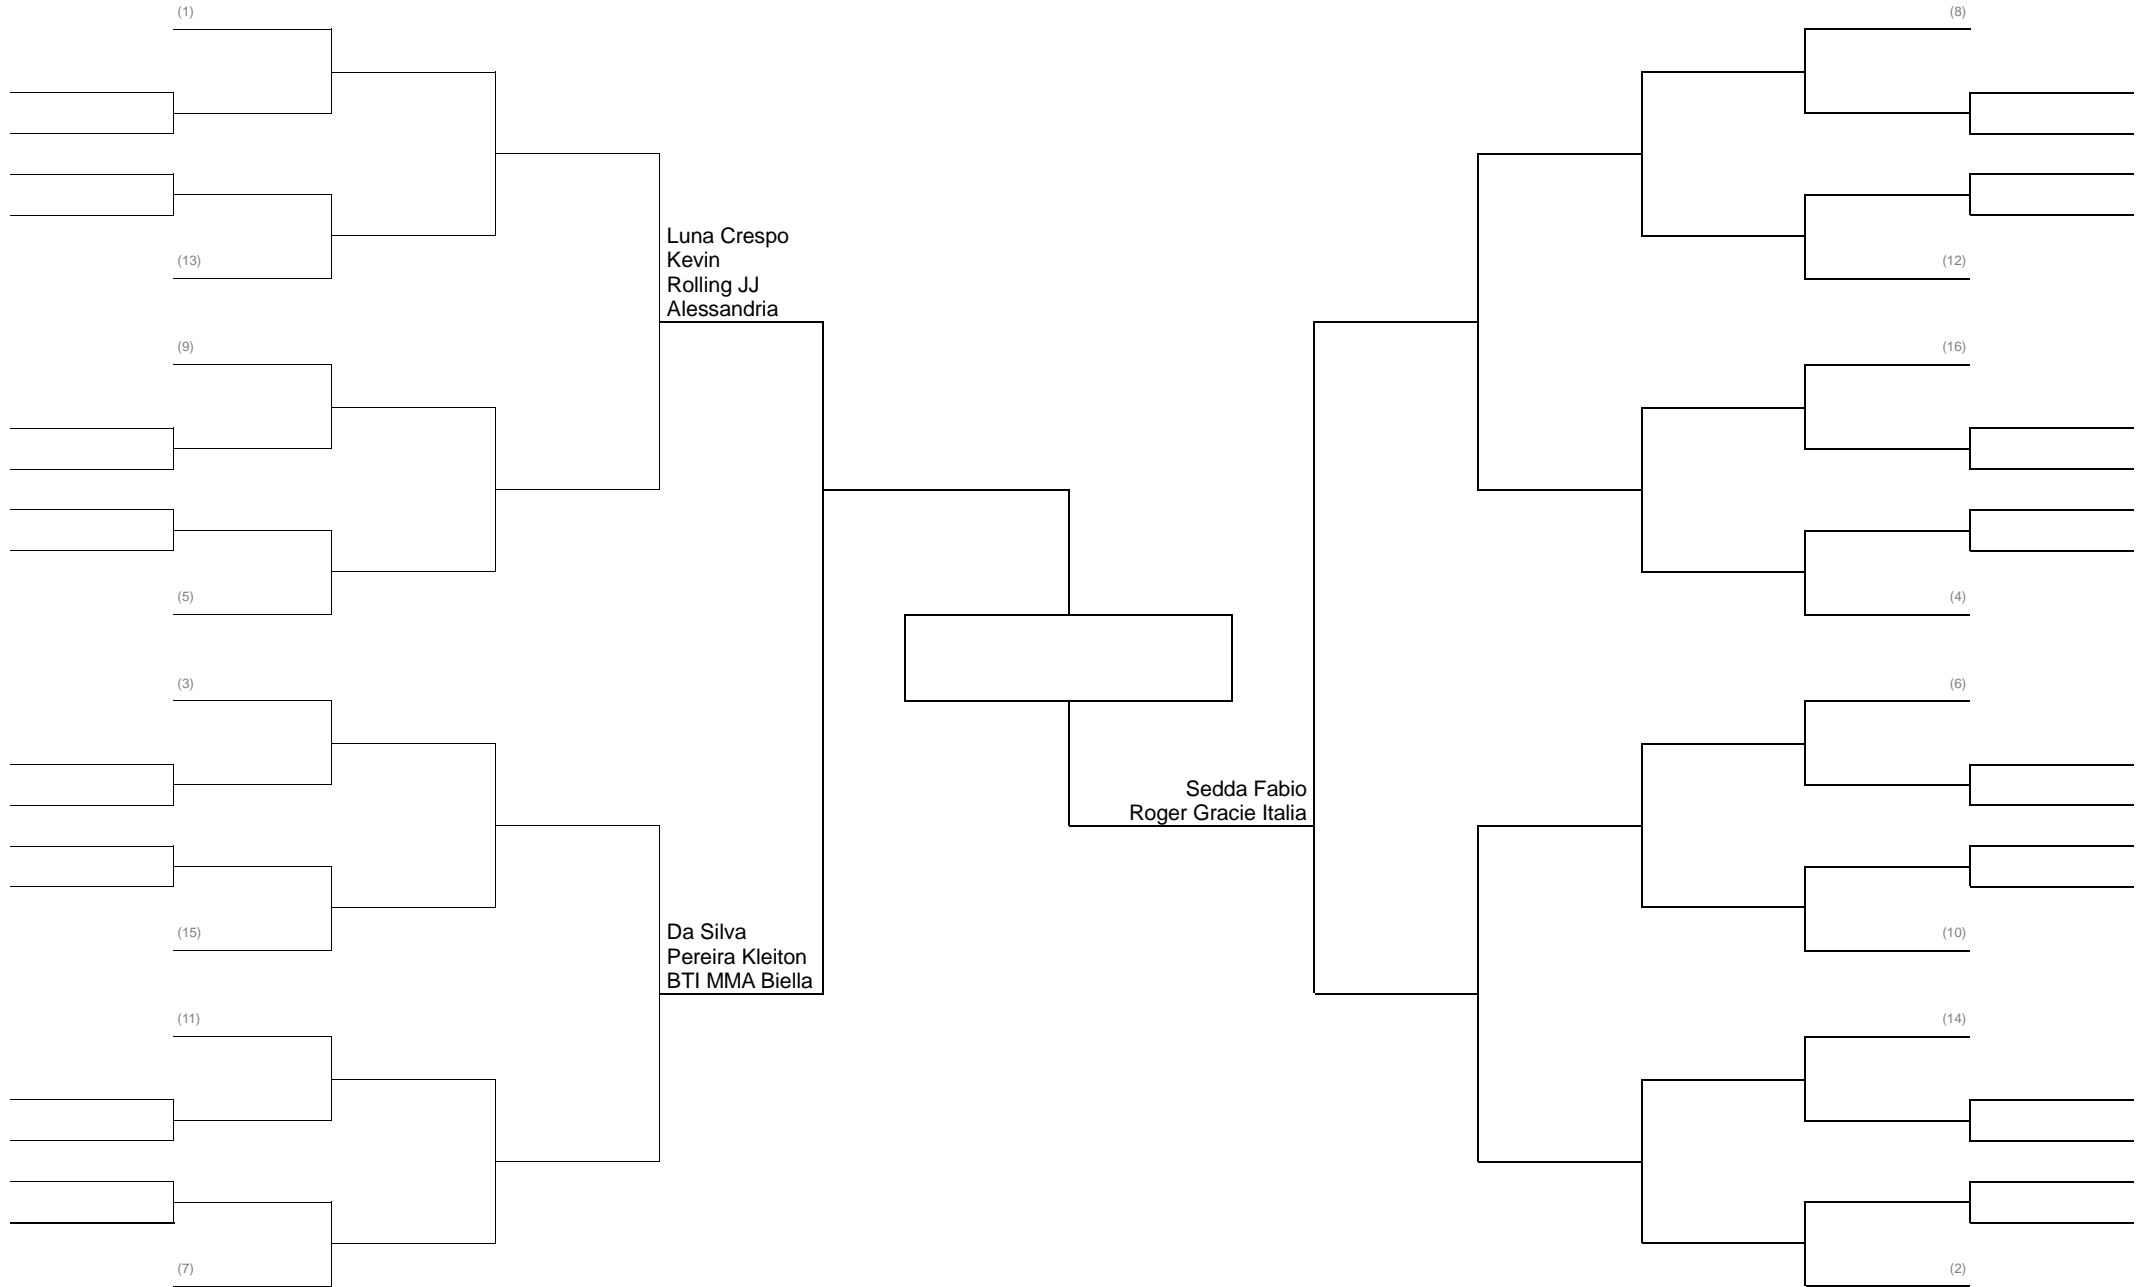 (1)
(8)
Luna Crespo
Kevin
Rolling JJ
Alessandria
(13)
(12)
(9)
(16)
(5)
(4)
(3)
(6)
Sedda Fabio
Roger Gracie Italia
Da Silva
Pereira Kleiton
BTI MMA Biella
(15)
(10)
(11)
(14)
(7)
(2)